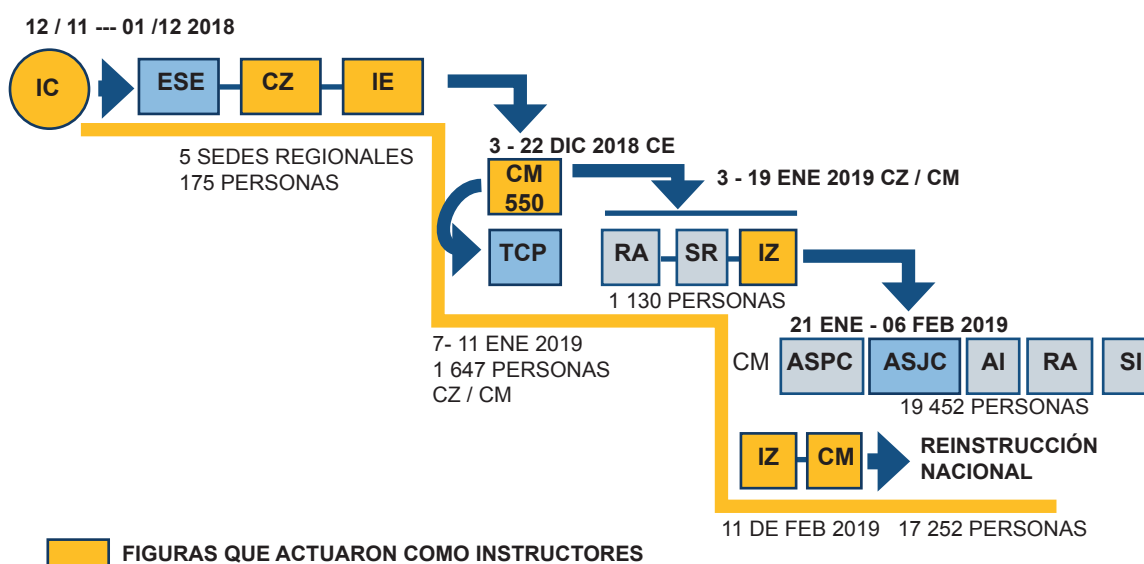 12 / 11 --- 01 /12 2018
IC
ESE
CZ
IE
5 SEDES REGIONALES
175 PERSONAS
3 - 22 DIC 2018 CE
CM
550
TCP
3 - 19 ENE 2019 CZ / CM
RA
SR
IZ
1 130 PERSONAS
7- 11 ENE 2019
1 647 PERSONAS
CZ / CM
21 ENE - 06 FEB 2019
CM
ASPC
ASJC
AI
RA
SI
19 452 PERSONAS
IZ
CM
REINSTRUCCIÓN
NACIONAL
11 DE FEB 2019 17 252 PERSONAS
FIGURAS QUE ACTUARON COMO INSTRUCTORES